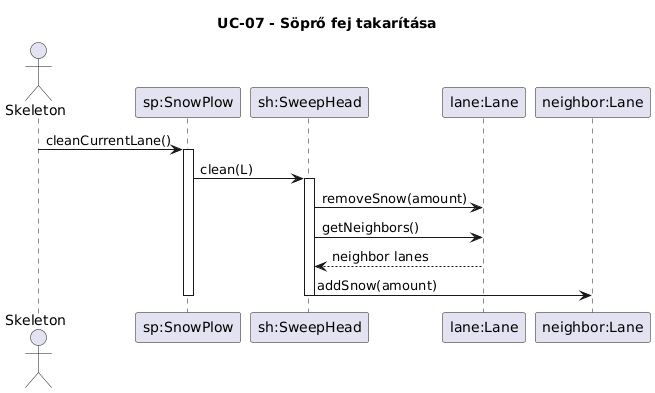 UC-07 - Söprő fej takarítása
Skeleton
sp:SnowPlow
sh:SweepHead
lane:Lane
neighbor:Lane
cleanCurrentLane()
clean(L)
removeSnow(amount)
getNeighbors()
neighbor lanes
addSnow(amount)
Skeleton
sp:SnowPlow
sh:SweepHead
lane:Lane
neighbor:Lane